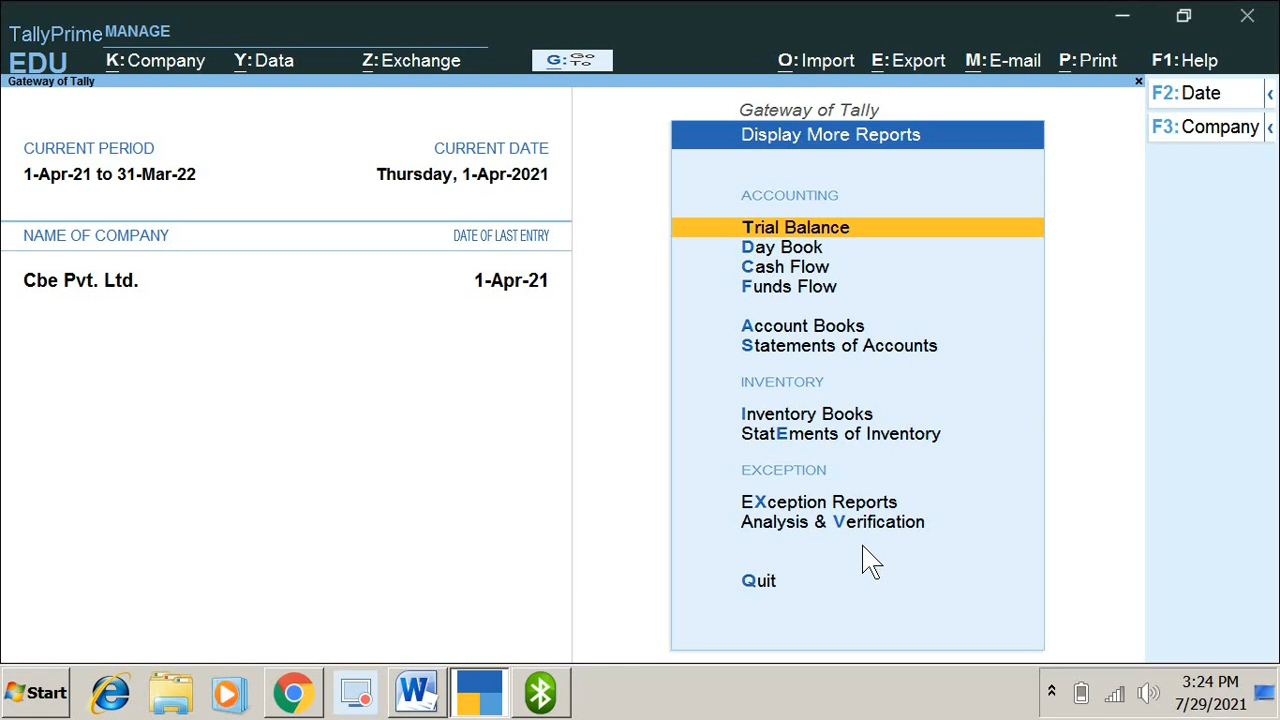 TallyPrime MANAGE
EDU K: Company Y: Data Z: Exchange G: Go To O: Import E: Export M: E-mail P: Print F1: Help
Gateway of Tally x
F2: Date ‹
F3: Company ‹
CURRENT PERIOD CURRENT DATE
1-Apr-21 to 31-Mar-22 Thursday, 1-Apr-2021
NAME OF COMPANY DATE OF LAST ENTRY
Cbe Pvt. Ltd. 1-Apr-21
Gateway of Tally
Display More Reports
ACCOUNTING
Trial Balance
Day Book
Cash Flow
Funds Flow
Account Books
Statements of Accounts
INVENTORY
Inventory Books
StatEments of Inventory
EXCEPTION
EXception Reports
Analysis & Verification
Quit
Start
3:24 PM
7/29/2021